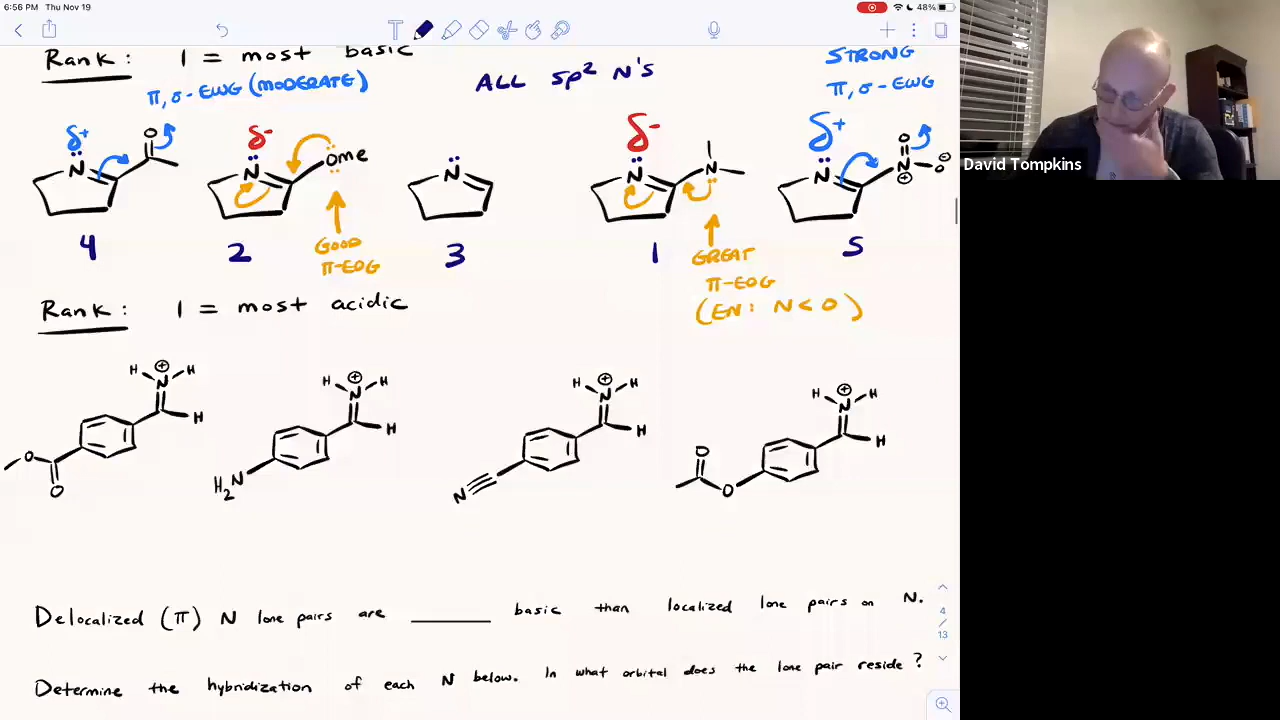 6:56 PM Thu Nov 19
48%
Rank: 1 = most basic
π, σ-EWG (MODERATE)
ALL sp² N's
STRONG
π, σ-EWG
David Tompkins
δ+ δ- δ- δ+
N O
N OMe
N
N N
N O N O
⊕ ⊖
4 2 3 1 5
GOOD
π-EDG
GREAT
π-EDG
(EN: N < O)
Rank: 1 = most acidic
H N H ⊕ H O O
H N H ⊕ H H₂N
H N H ⊕ H N
H N H ⊕ H O O
Delocalized (π) N lone pairs are ______ basic than localized lone pairs on N.
Determine the hybridization of each N below. In what orbital does the lone pair reside?
4
/
13